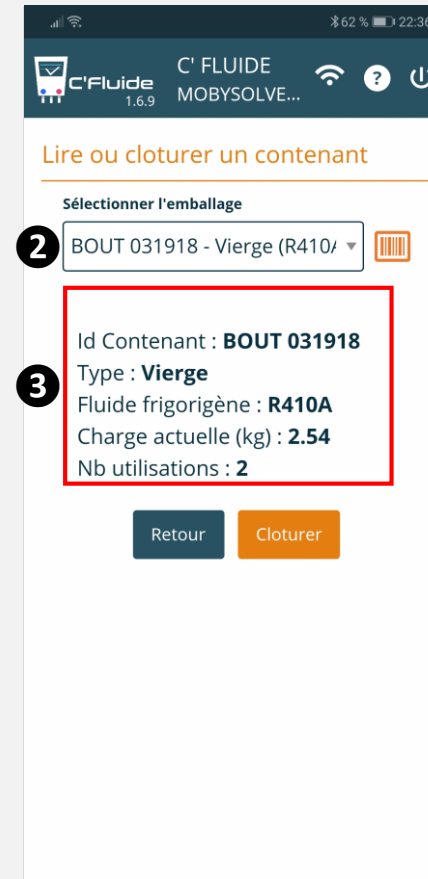 62 % 22:36
C'Fluide
1.6.9
C' FLUIDE
MOBYSOLVE...
?
Lire ou cloturer un contenant
Sélectionner l'emballage
2
BOUT 031918 - Vierge (R410A
3
Id Contenant : BOUT 031918
Type : Vierge
Fluide frigorigène : R410A
Charge actuelle (kg) : 2.54
Nb utilisations : 2
Retour
Cloturer